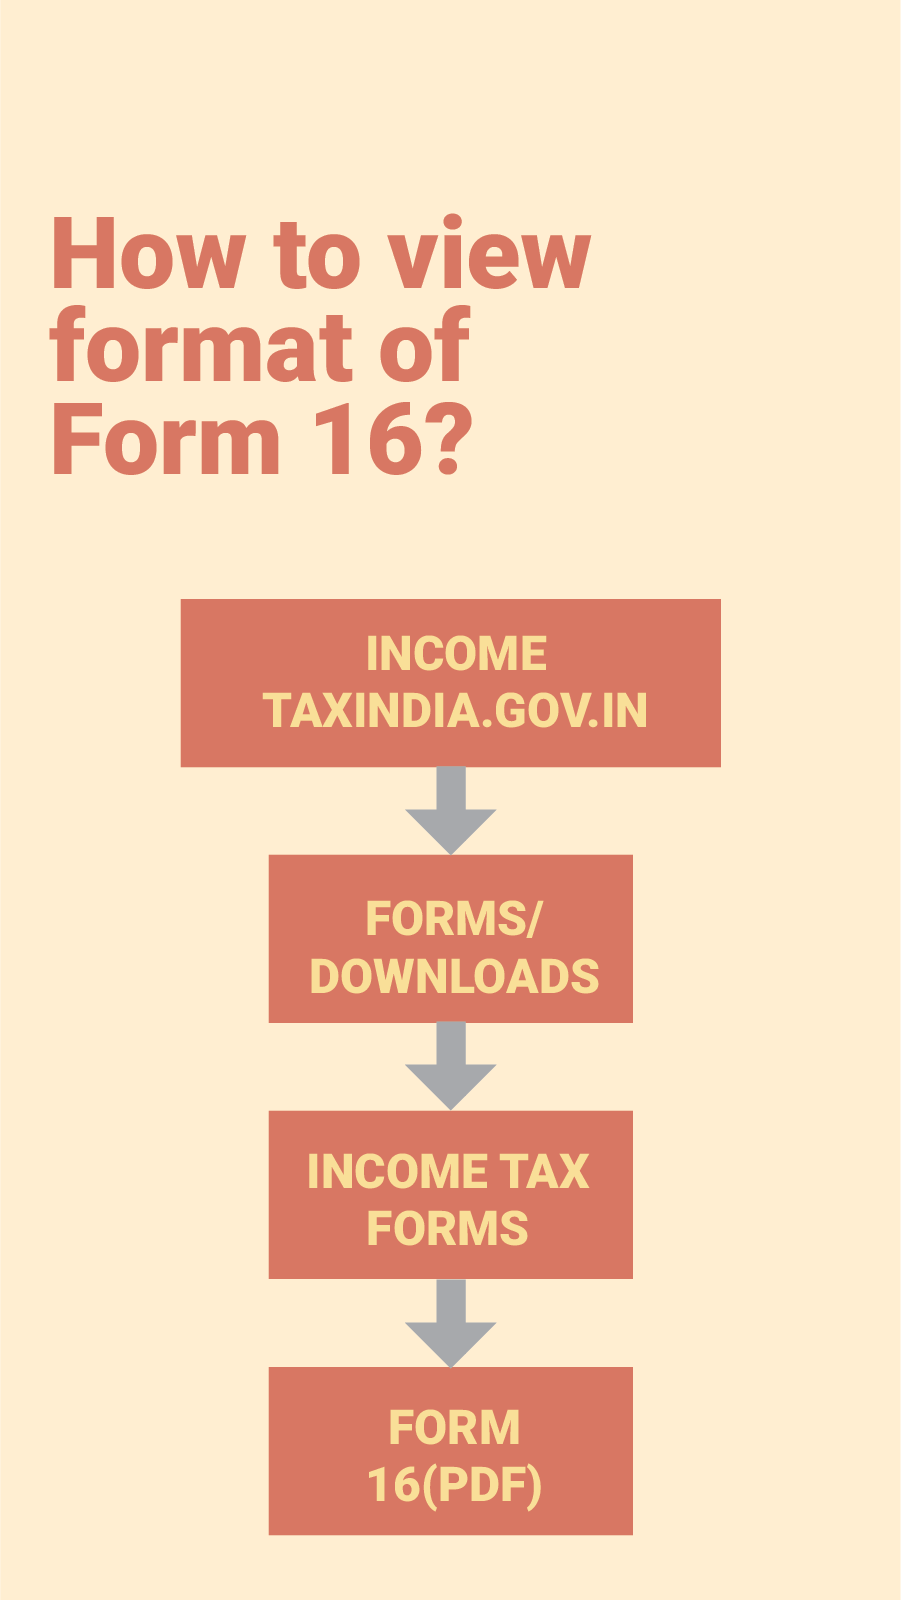 How to view
format of
Form 16?
INCOME
TAXINDIA.GOV.IN
FORMS/
DOWNLOADS
INCOME TAX
FORMS
FORM
16(PDF)